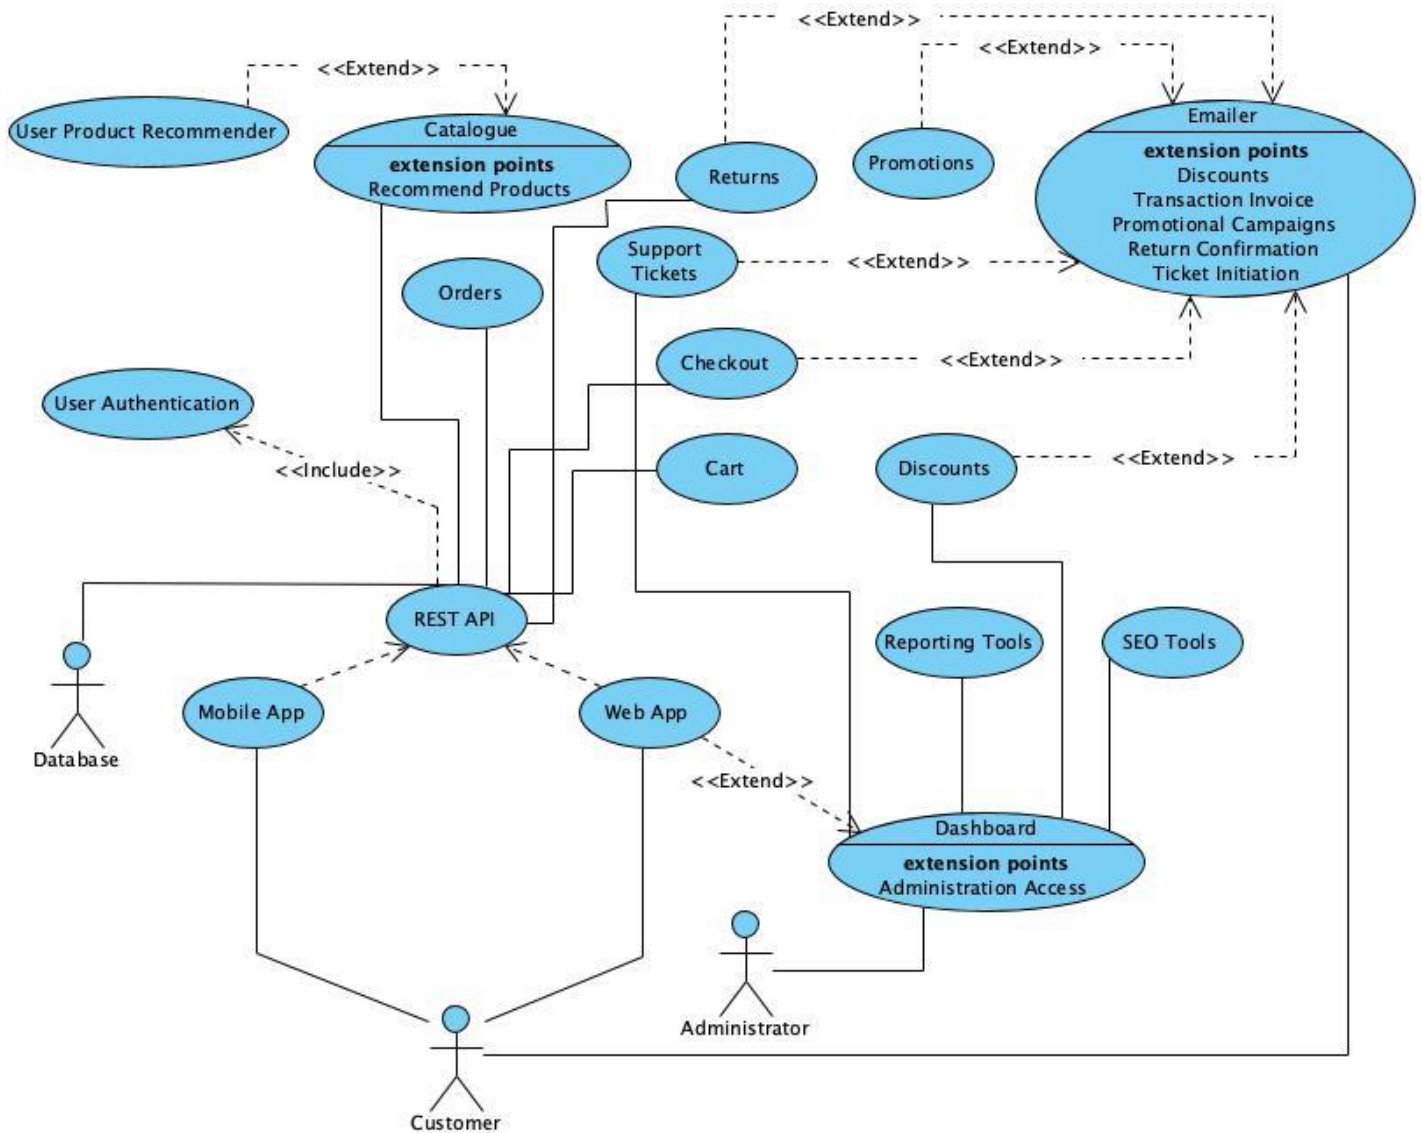 <<Extend>>
<<Extend>>
<<Extend>>
User Product Recommender
Catalogue
extension points
Recommend Products
Returns
Promotions
Emailer
extension points
Discounts
Transaction Invoice
Promotional Campaigns
Return Confirmation
Ticket Initiation
Support
Tickets
<<Extend>>
Orders
Checkout
<<Extend>>
User Authentication
<<Include>>
Cart
Discounts
<<Extend>>
REST API
Reporting Tools
SEO Tools
Mobile App
Web App
Database
<<Extend>>
Dashboard
extension points
Administration Access
Administrator
Customer